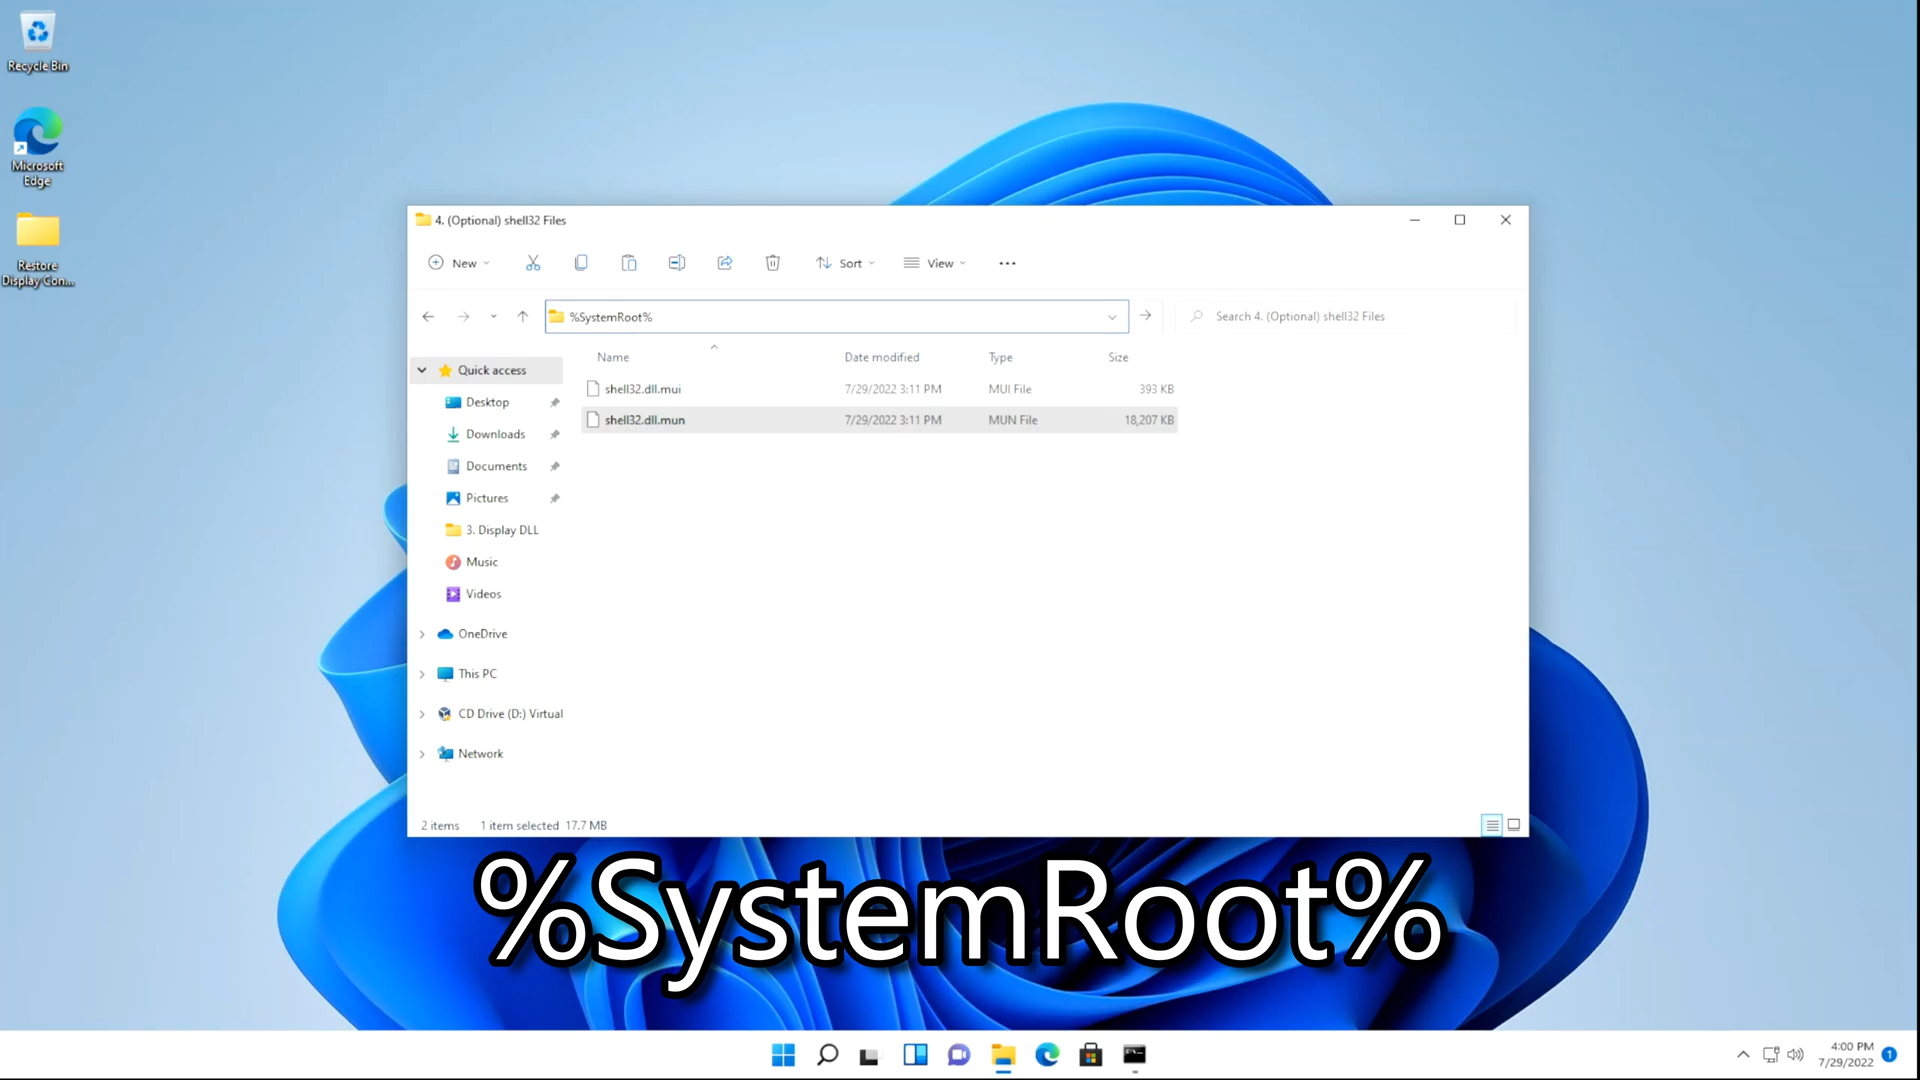 Recycle Bin
Microsoft
Edge
Restore
Display Con...
4. (Optional) shell32 Files
New
Sort
View
%SystemRoot%
Search 4. (Optional) shell32 Files
Name Date modified Type Size
Quick access
shell32.dll.mui 7/29/2022 3:11 PM MUI File 393 KB
Desktop
shell32.dll.mun 7/29/2022 3:11 PM MUN File 18,207 KB
Downloads
Documents
Pictures
3. Display DLL
Music
Videos
OneDrive
This PC
CD Drive (D:) Virtual
Network
2 items 1 item selected 17.7 MB
%SystemRoot%
4:00 PM
7/29/2022
1